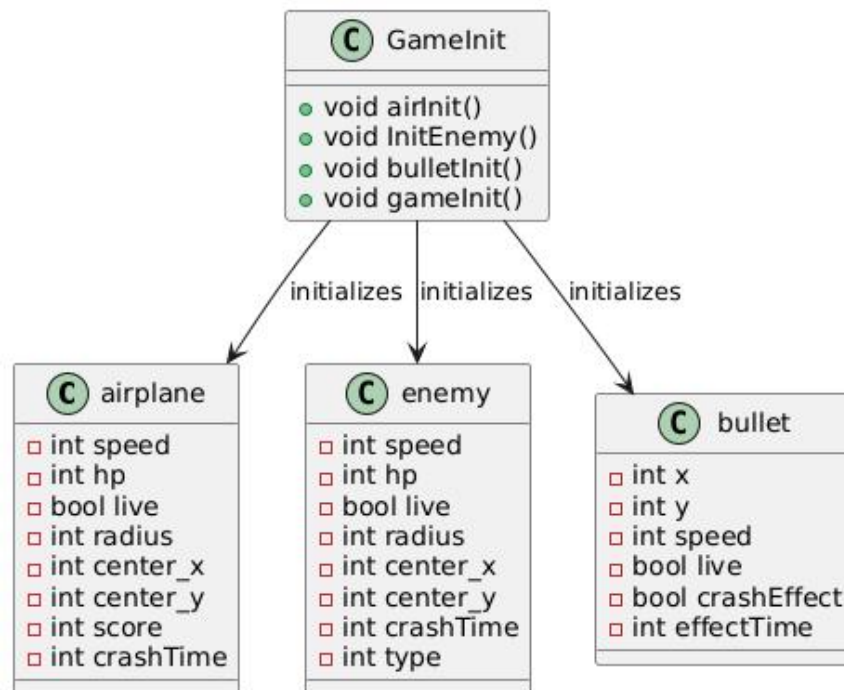 C GameInit
void airInit()
void InitEnemy()
void bulletInit()
void gameInit()
initializes initializes initializes
C airplane
int speed
int hp
bool live
int radius
int center_x
int center_y
int score
int crashTime
C enemy
int speed
int hp
bool live
int radius
int center_x
int center_y
int crashTime
int type
C bullet
int x
int y
int speed
bool live
bool crashEffect
int effectTime